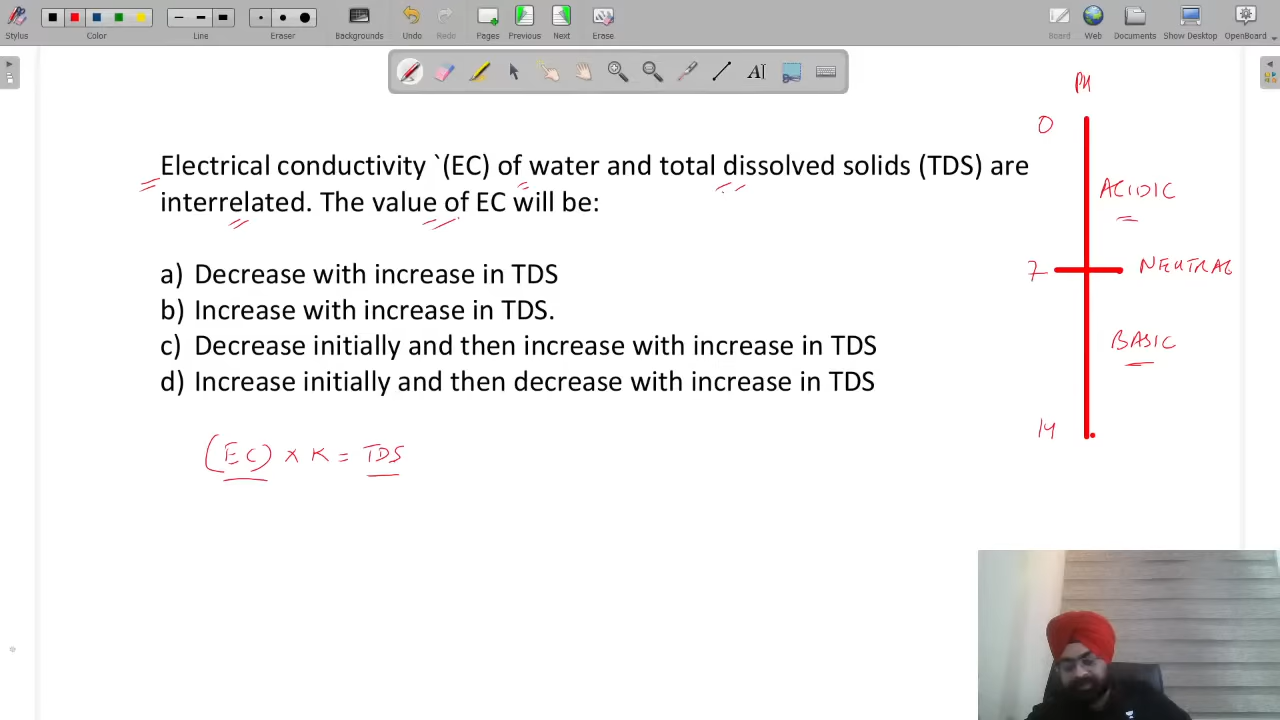 Stylus
Color
Line
Eraser
Backgrounds
Undo
Redo
Pages
Previous
Next
Erase
Board
Web
Documents
Show Desktop
OpenBoard
PH
0
Electrical conductivity `(EC) of water and total dissolved solids (TDS) are
interrelated. The value of EC will be:
ACIDIC
a) Decrease with increase in TDS
7 NEUTRAL
b) Increase with increase in TDS.
c) Decrease initially and then increase with increase in TDS
BASIC
d) Increase initially and then decrease with increase in TDS
14
(EC) x K = TDS